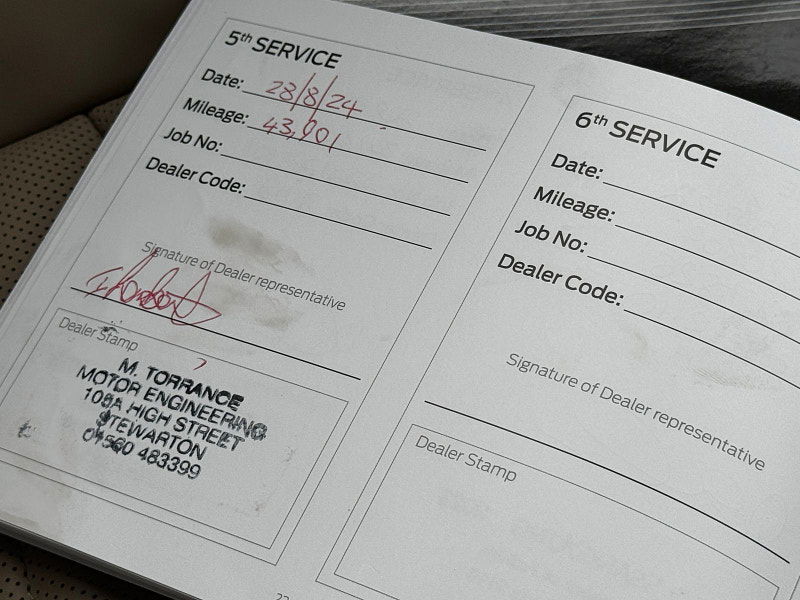 5th SERVICE
Date: 28/8/24
Mileage: 43,901
Job No:
Dealer Code:
Signature of Dealer representative
Dealer Stamp
M. TORRANCE
MOTOR ENGINEERING
108A HIGH STREET
STEWARTON
01560 483399
6th SERVICE
Date:
Mileage:
Job No:
Dealer Code:
Signature of Dealer representative
Dealer Stamp